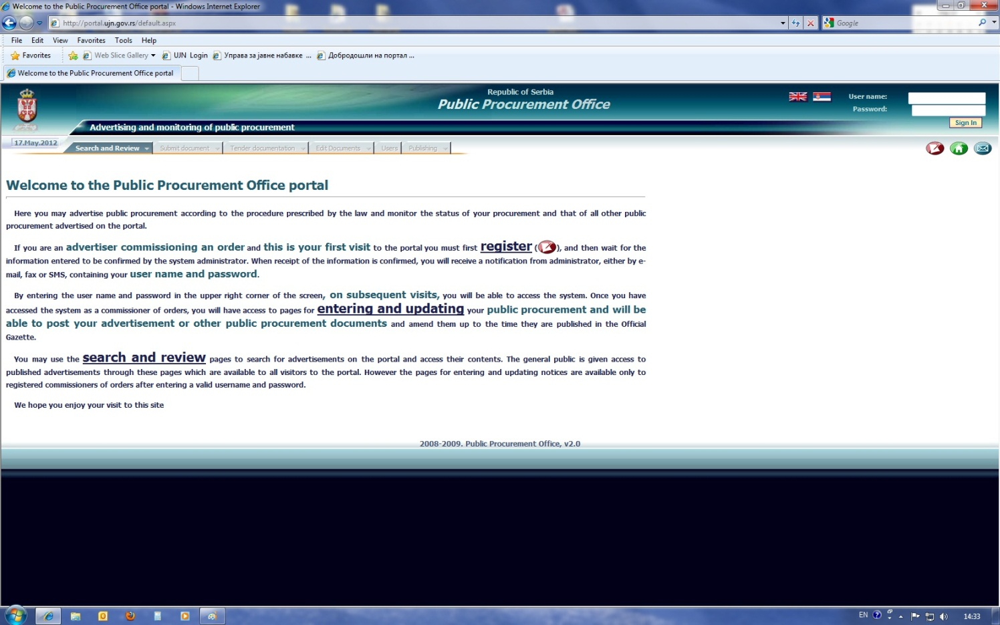 Welcome to the Public Procurement Office portal - Windows Internet Explorer
http://portal.ujn.gov.rs/default.aspx
Google
File Edit View Favorites Tools Help
Favorites Web Slice Gallery UJN Login Управа за јавне набавке ... Добродошли на портал ...
Welcome to the Public Procurement Office portal
Republic of Serbia
Public Procurement Office
User name:
Password:
Sign In
Advertising and monitoring of public procurement
17.May.2012
Search and Review Submit document Tender documentation Edit Documents Users Publishing
Welcome to the Public Procurement Office portal
Here you may advertise public procurement according to the procedure prescribed by the law and monitor the status of your procurement and that of all other public
procurement advertised on the portal.
If you are an advertiser commissioning an order and this is your first visit to the portal you must first register ( ), and then wait for the
information entered to be confirmed by the system administrator. When receipt of the information is confirmed, you will receive a notification from administrator, either by e-
mail, fax or SMS, containing your user name and password.
By entering the user name and password in the upper right corner of the screen, on subsequent visits, you will be able to access the system. Once you have
accessed the system as a commissioner of orders, you will have access to pages for entering and updating your public procurement and will be
able to post your advertisement or other public procurement documents and amend them up to the time they are published in the Official
Gazette.
You may use the search and review pages to search for advertisements on the portal and access their contents. The general public is given access to
published advertisements through these pages which are available to all visitors to the portal. However the pages for entering and updating notices are available only to
registered commissioners of orders after entering a valid username and password.
We hope you enjoy your visit to this site
2008-2009. Public Procurement Office, v2.0
EN
14:33